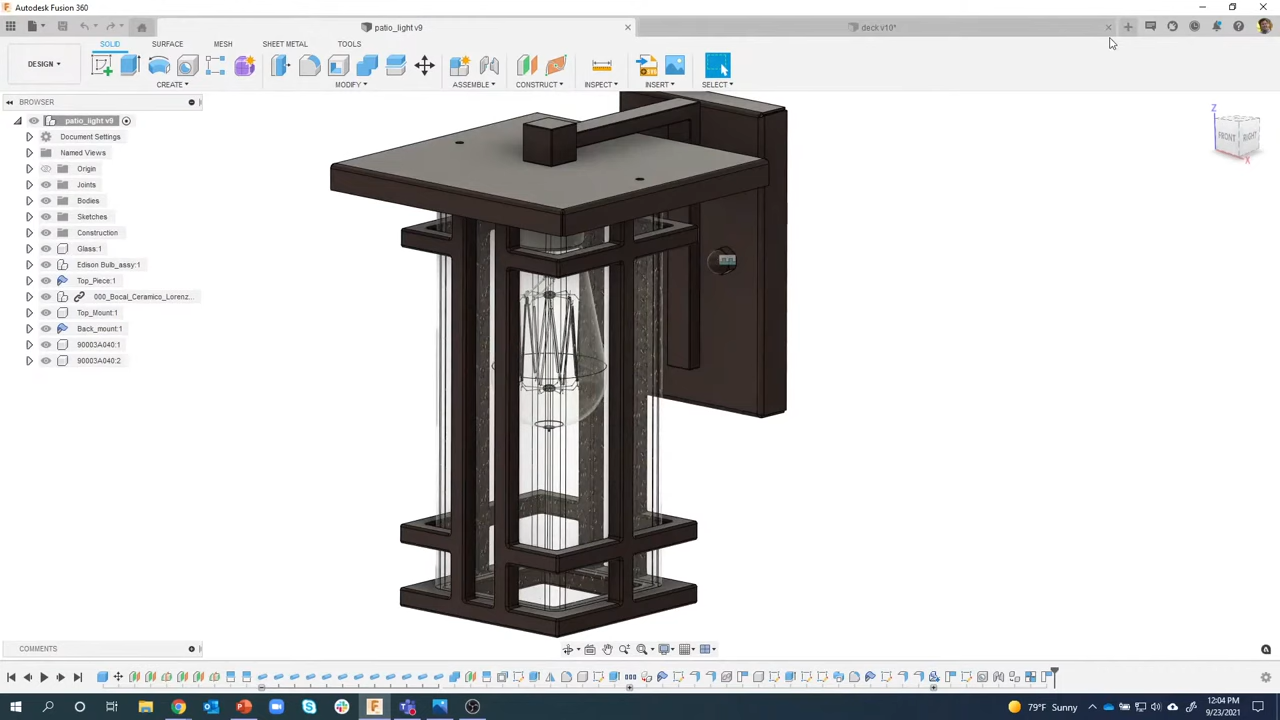 Autodesk Fusion 360
patio_light v9
deck v10*
DESIGN
SOLID
SURFACE
MESH
SHEET METAL
TOOLS
CREATE
MODIFY
ASSEMBLE
CONSTRUCT
INSPECT
INSERT
SELECT
BROWSER
patio_light v9
Document Settings
Named Views
Origin
Joints
Bodies
Sketches
Construction
Glass:1
Edison Bulb_assy:1
Top_Piece:1
000_Bocal_Ceramico_Lorenz...
Top_Mount:1
Back_mount:1
90003A040:1
90003A040:2
Z
FRONT
RIGHT
X
COMMENTS
79°F Sunny
12:04 PM
9/23/2021